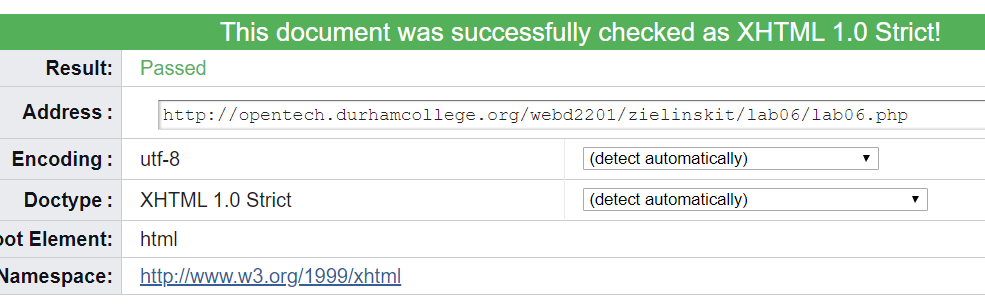 This document was successfully checked as XHTML 1.0 Strict!
Result: Passed
Address : http://opentech.durhamcollege.org/webd2201/zielinskit/lab06/lab06.php
Encoding : utf-8 (detect automatically)
Doctype : XHTML 1.0 Strict (detect automatically)
oot Element: html
Namespace: http://www.w3.org/1999/xhtml